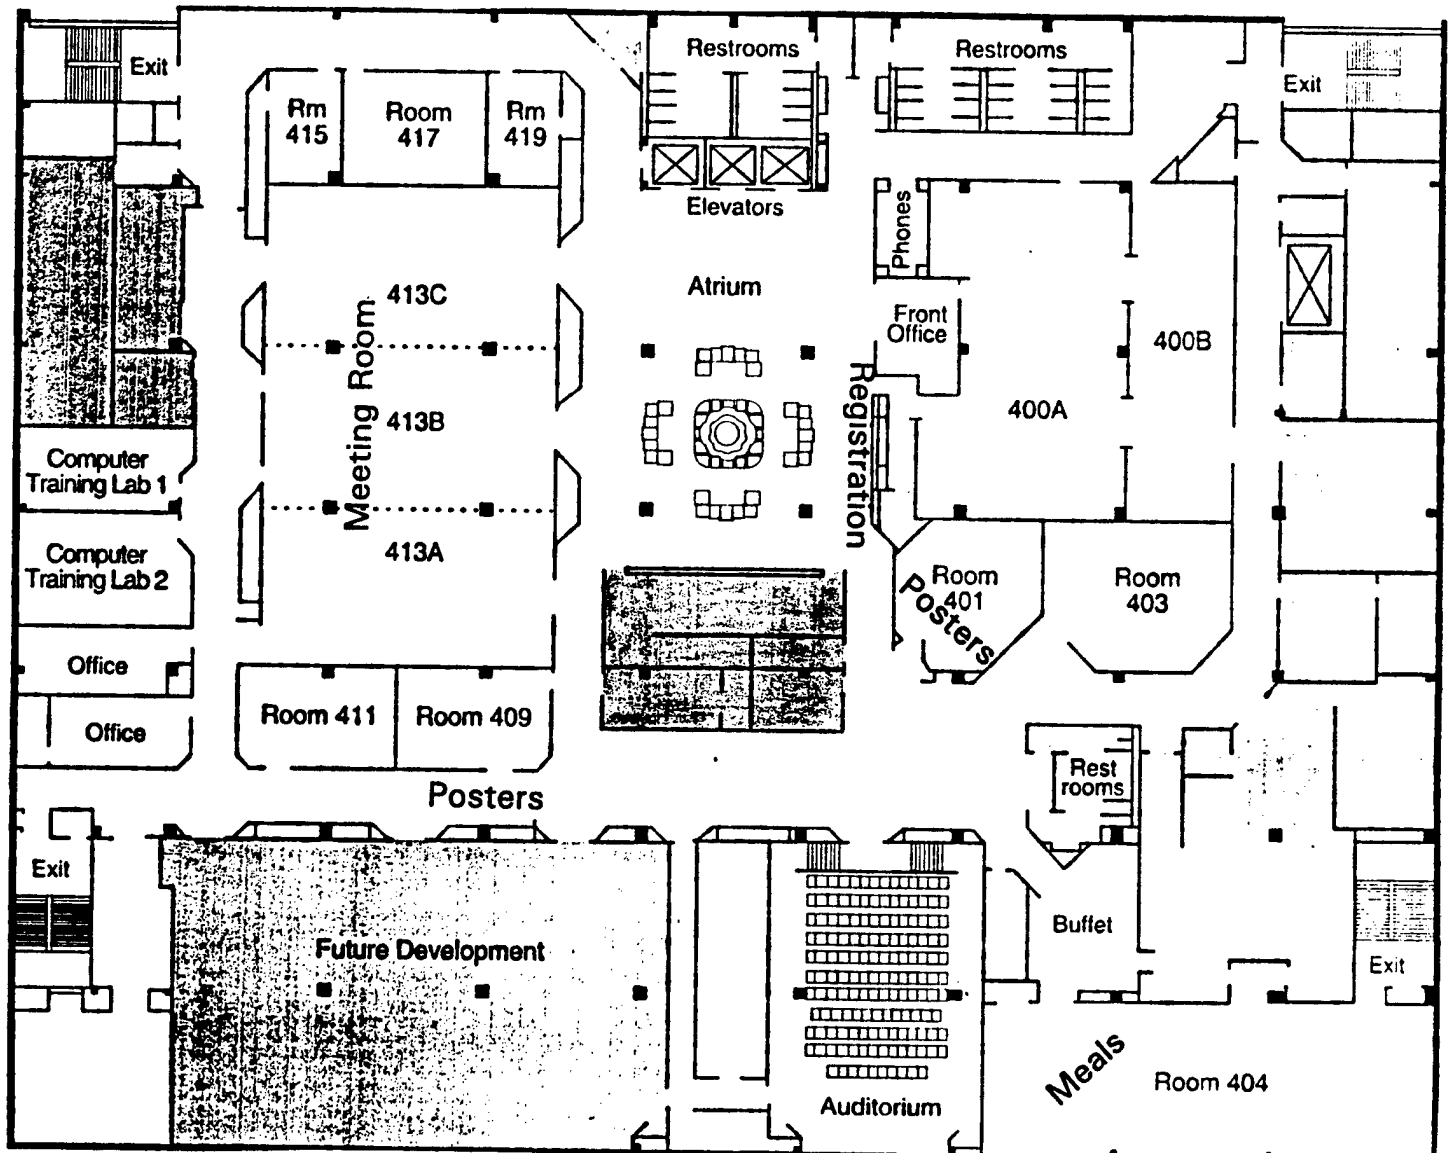 Exit
Restrooms
Restrooms
Exit
Rm
415
Room
417
Rm
419
Elevators
Phones
Atrium
413C
Front
Office
400B
Meeting Room
Registration
400A
413B
Computer
Training Lab 1
413A
Computer
Training Lab 2
Room
401
Posters
Room
403
Office
Room 411
Room 409
Office
Rest
rooms
Posters
Exit
Buffet
Future Development
Exit
Meals
Room 404
Auditorium